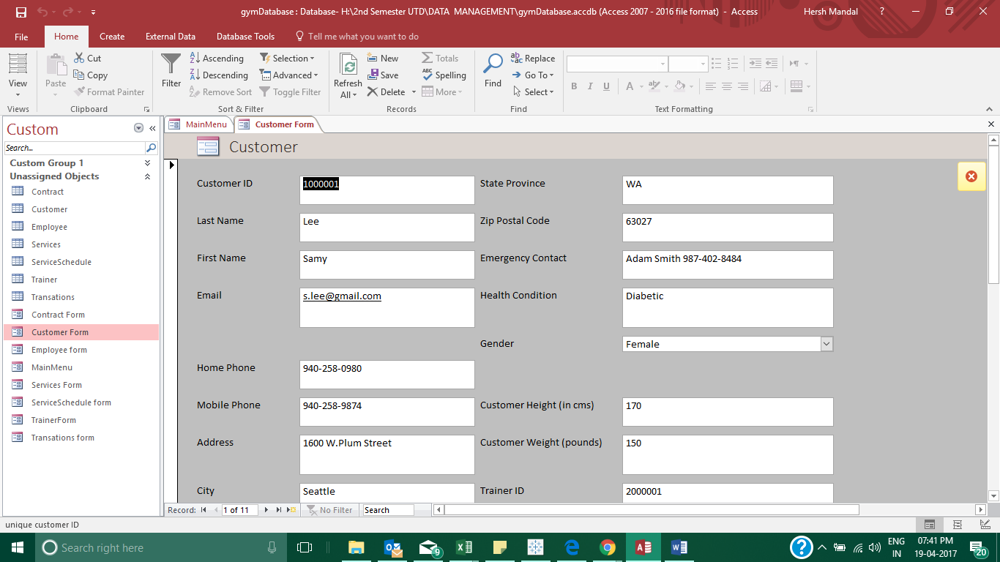 gymDatabase : Database- H:\2nd Semester UTD\DATA MANAGEMENT\gymDatabase.accdb (Access 2007 - 2016 file format) - Access
Hersh Mandal
?
File
Home
Create
External Data
Database Tools
Tell me what you want to do
View
Views
Paste
Cut
Copy
Format Painter
Clipboard
Filter
Ascending
Descending
Remove Sort
Selection
Advanced
Toggle Filter
Sort & Filter
Refresh
All
New
Save
Delete
Totals
Spelling
More
Records
Find
Replace
Go To
Select
Find
B I U A
Text Formatting
Custom
Search...
Custom Group 1
Unassigned Objects
Contract
Customer
Employee
Services
ServiceSchedule
Trainer
Transations
Contract Form
Customer Form
Employee form
MainMenu
Services Form
ServiceSchedule form
TrainerForm
Transations form
MainMenu
Customer Form
Customer
Customer ID 1000001
Last Name Lee
First Name Samy
Email s.lee@gmail.com
Home Phone 940-258-0980
Mobile Phone 940-258-9874
Address 1600 W.Plum Street
City Seattle
State Province WA
Zip Postal Code 63027
Emergency Contact Adam Smith 987-402-8484
Health Condition Diabetic
Gender Female
Customer Height (in cms) 170
Customer Weight (pounds) 150
Trainer ID 2000001
Record: 1 of 11 No Filter Search
unique customer ID
Search right here
9
?
ENG
IN
07:41 PM
19-04-2017
20